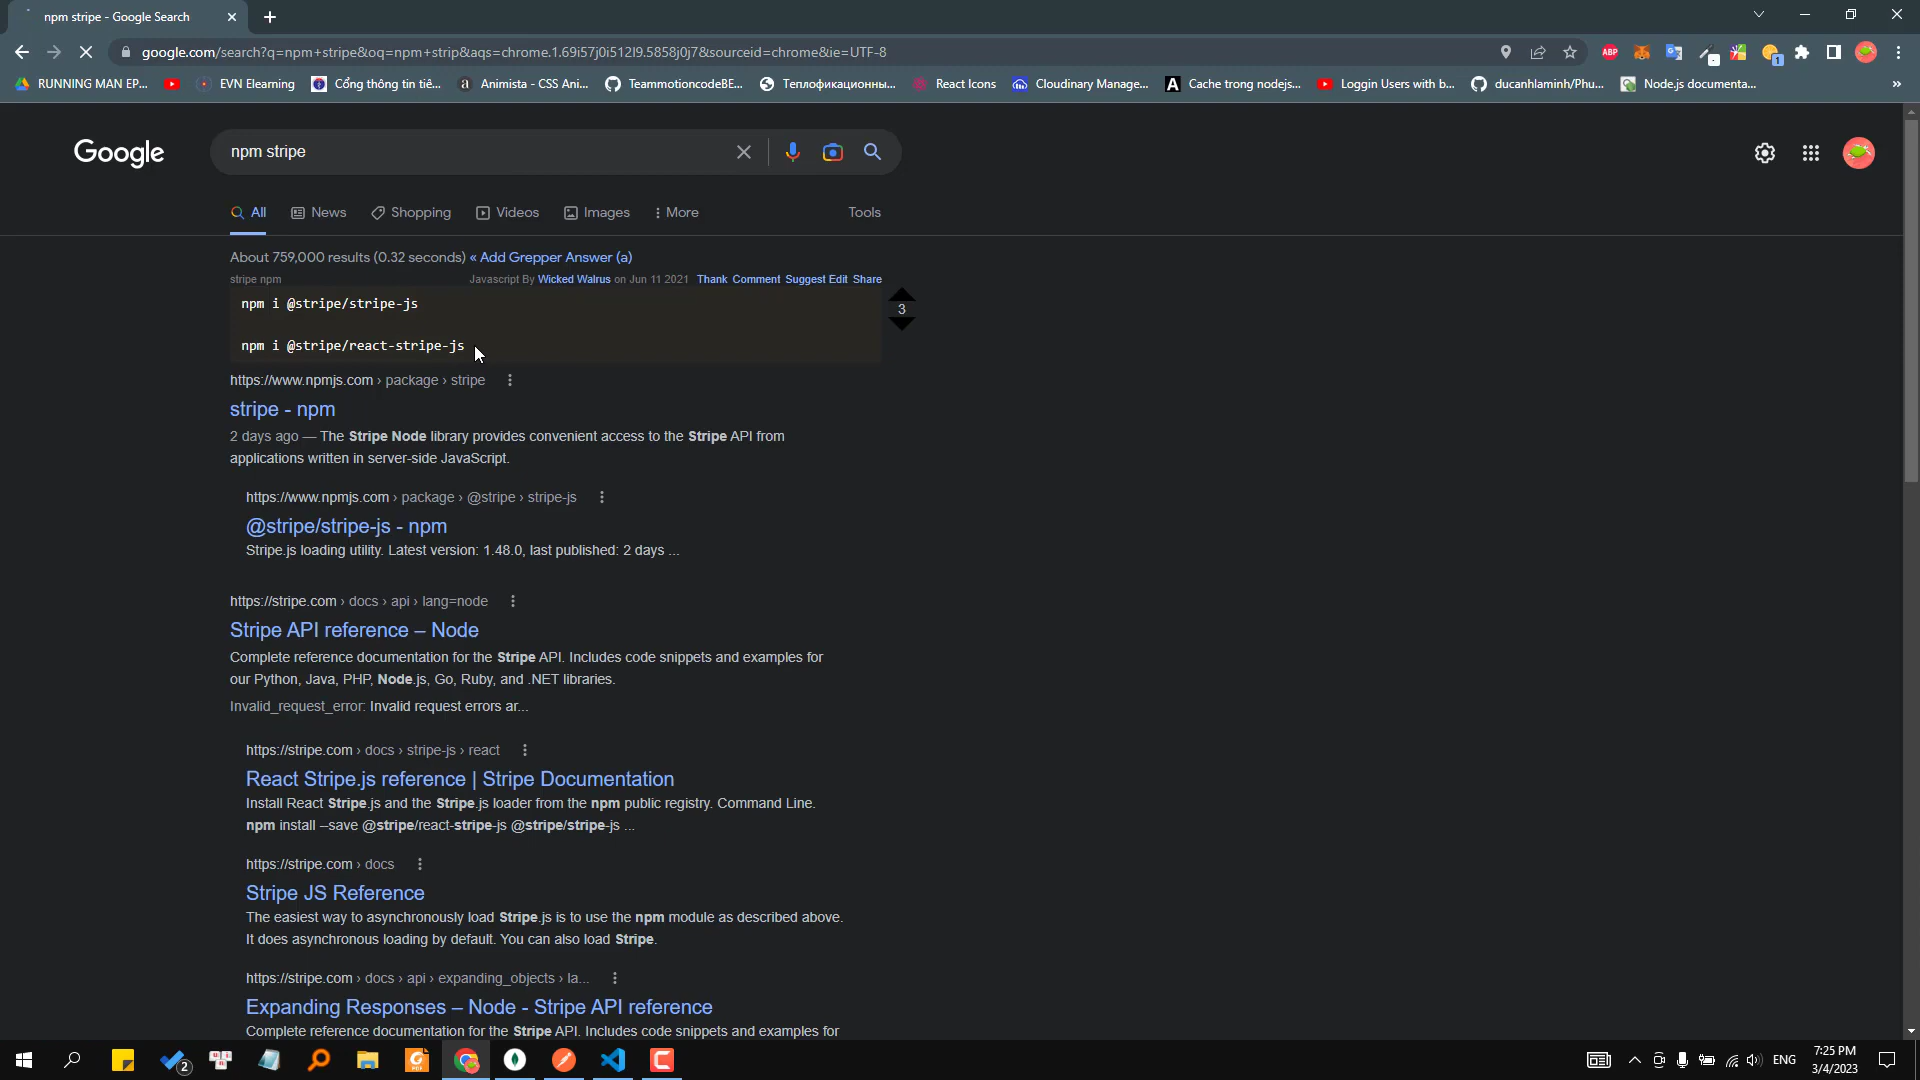 npm stripe - Google Search
google.com/search?q=npm+stripe&oq=npm+strip&aqs=chrome.1.69i57j0i512l9.5858j0j7&sourceid=chrome&ie=UTF-8
ABP
1
RUNNING MAN EP...
EVN Elearning
Cổng thông tin tiê...
Animista - CSS Ani...
TeammotioncodeBE...
Теплофикационны...
React Icons
Cloudinary Manage...
Cache trong nodejs...
Loggin Users with b...
ducanhlaminh/Phu...
Node.js documenta...
»
Google
npm stripe
All
News
Shopping
Videos
Images
More
Tools
About 759,000 results (0.32 seconds) « Add Grepper Answer (a)
stripe npm
Javascript By Wicked Walrus on Jun 11 2021 Thank Comment Suggest Edit Share
npm i @stripe/stripe-js
3
npm i @stripe/react-stripe-js
https://www.npmjs.com › package › stripe
stripe - npm
2 days ago — The Stripe Node library provides convenient access to the Stripe API from
applications written in server-side JavaScript.
https://www.npmjs.com › package › @stripe › stripe-js
@stripe/stripe-js - npm
Stripe.js loading utility. Latest version: 1.48.0, last published: 2 days ...
https://stripe.com › docs › api › lang=node
Stripe API reference – Node
Complete reference documentation for the Stripe API. Includes code snippets and examples for
our Python, Java, PHP, Node.js, Go, Ruby, and .NET libraries.
Invalid_request_error: Invalid request errors ar...
https://stripe.com › docs › stripe-js › react
React Stripe.js reference | Stripe Documentation
Install React Stripe.js and the Stripe.js loader from the npm public registry. Command Line.
npm install –save @stripe/react-stripe-js @stripe/stripe-js ...
https://stripe.com › docs
Stripe JS Reference
The easiest way to asynchronously load Stripe.js is to use the npm module as described above.
It does asynchronous loading by default. You can also load Stripe.
https://stripe.com › docs › api › expanding_objects › la...
Expanding Responses – Node - Stripe API reference
Complete reference documentation for the Stripe API. Includes code snippets and examples for
2
ENG
7:25 PM
3/4/2023